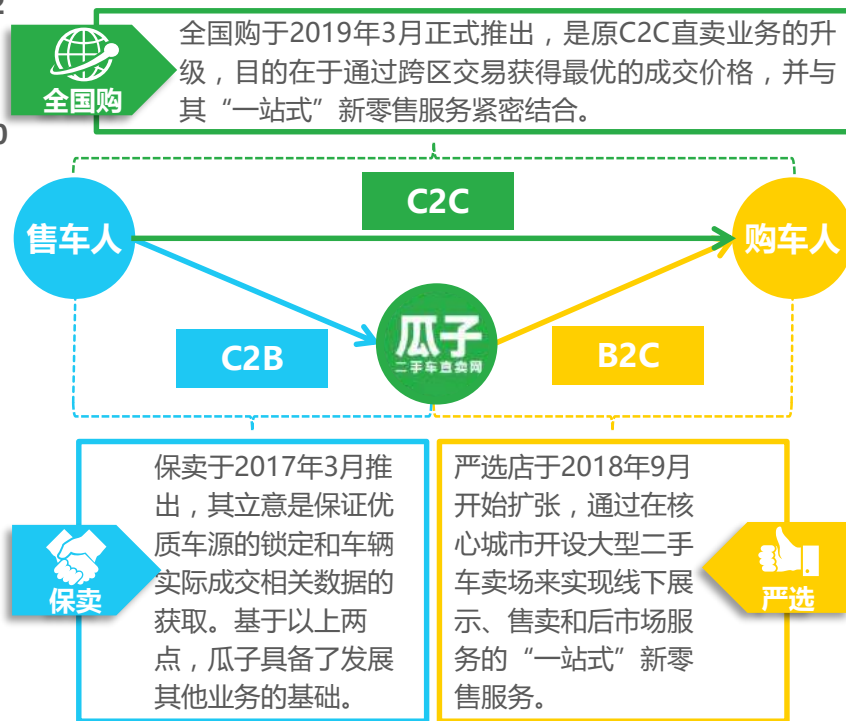 2
全国购于2019年3月正式推出，是原C2C直卖业务的升
级，目的在于通过跨区交易获得最优的成交价格，并与
其“一站式”新零售服务紧密结合。
全国购
0
C2C
售车人
购车人
瓜子
二手车直卖网
C2B
B2C
保卖于2017年3月推
出，其立意是保证优
质车源的锁定和车辆
实际成交相关数据的
获取。基于以上两
点，瓜子具备了发展
其他业务的基础。
保卖
严选店于2018年9月
开始扩张，通过在核
心城市开设大型二手
车卖场来实现线下展
示、售卖和后市场服
务的“一站式”新零
售服务。
严选